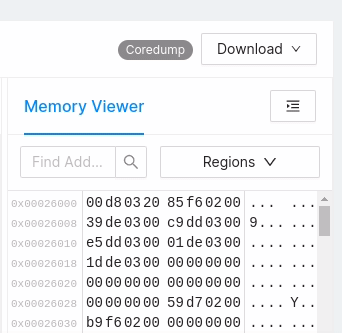 Coredump
Download
Memory Viewer
Find Add...
Regions
0x00026000 00 d8 03 20 85 f6 02 00 ... ...
0x00026008 39 de 03 00 c9 dd 03 00 9... ...
0x00026010 e5 dd 03 00 01 de 03 00 .... ...
0x00026018 1d de 03 00 00 00 00 00 .... ...
0x00026020 00 00 00 00 00 00 00 00 .... ...
0x00026028 00 00 00 00 59 d7 02 00 .... Y..
0x00026030 b9 f6 02 00 00 00 00 00 .... ...